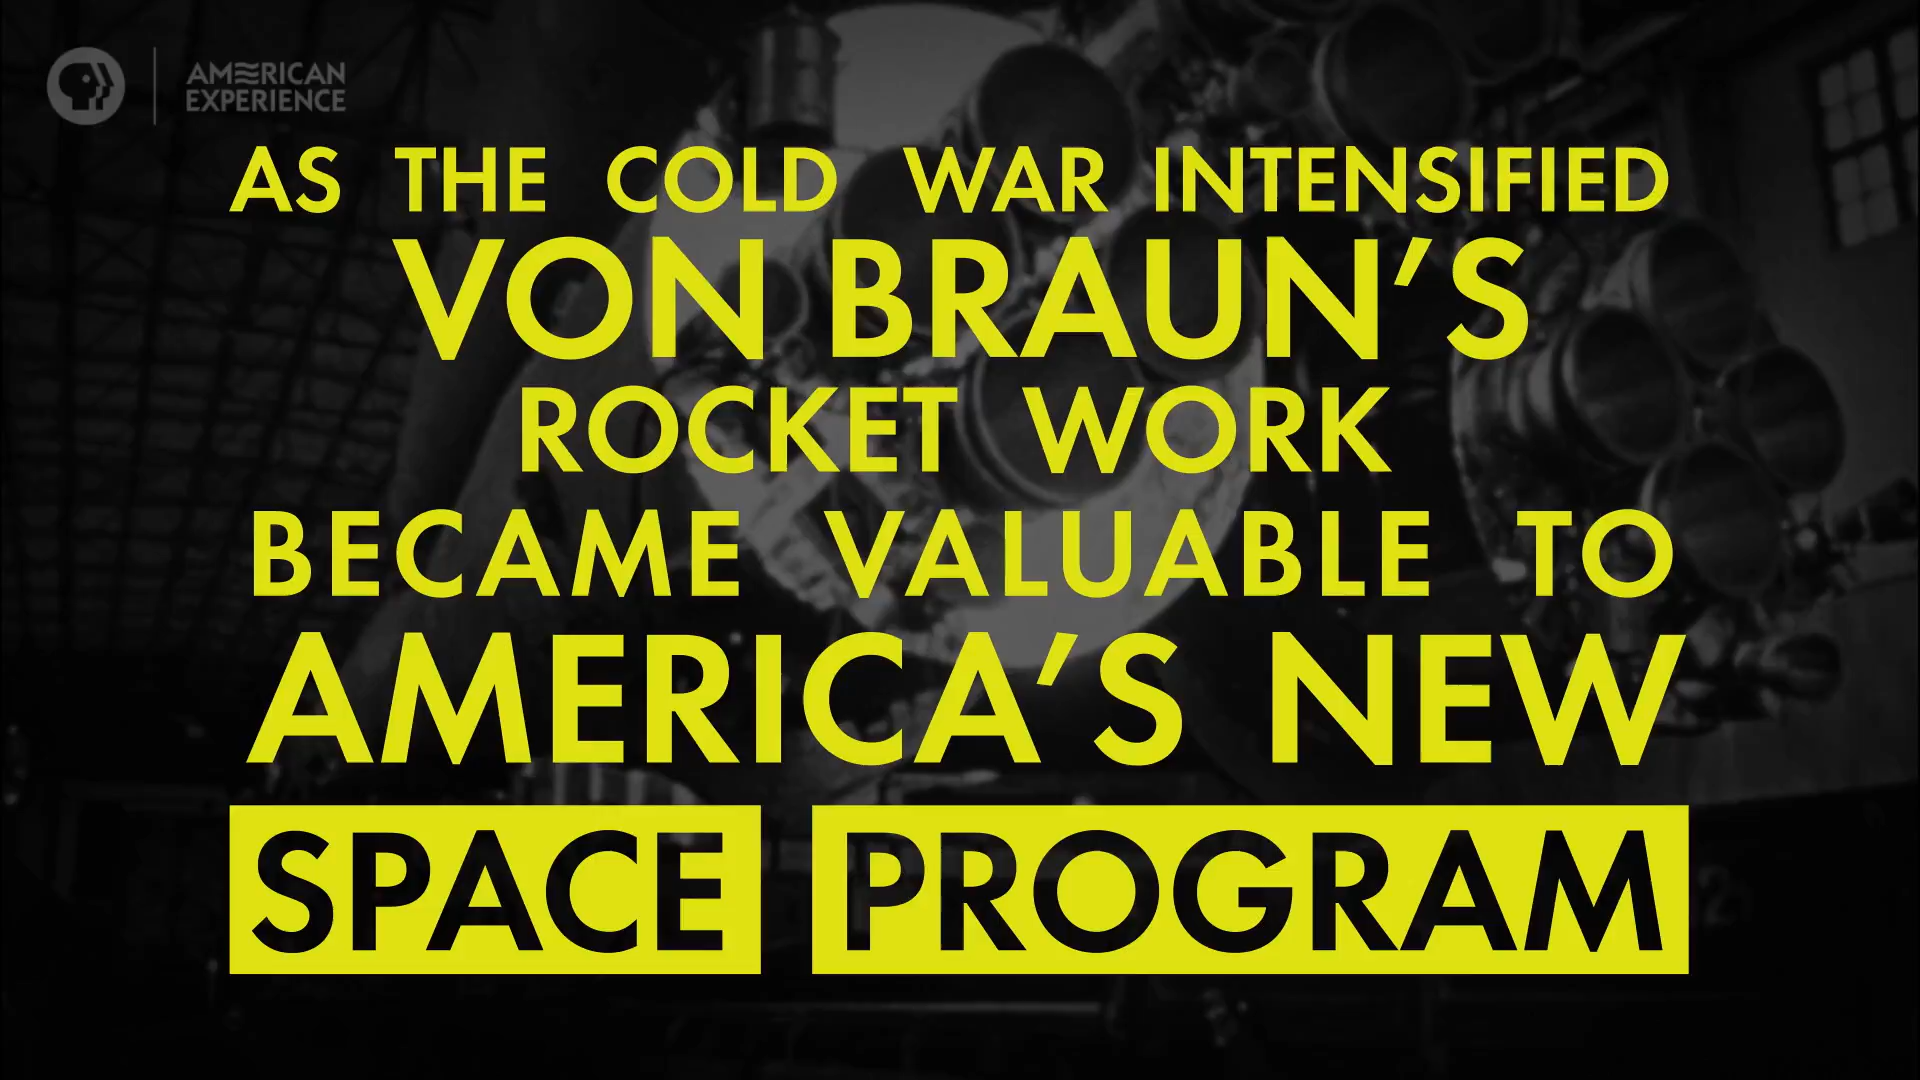 AMERICAN
EXPERIENCE
AS THE COLD WAR INTENSIFIED
VON BRAUN'S
ROCKET WORK
BECAME VALUABLE TO
AMERICA'S NEW
SPACE PROGRAM